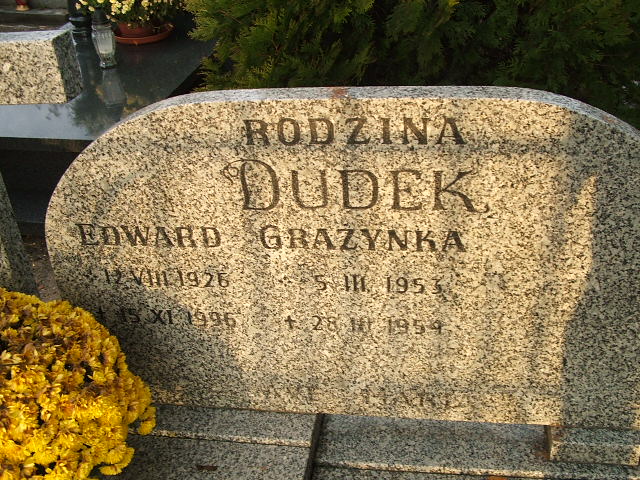 RODZINA
DUDEK
EDWARD GRAŻYNKA
12 VIII 1926 5 III 1953
+ 15 XI 1996 + 28 III 1954